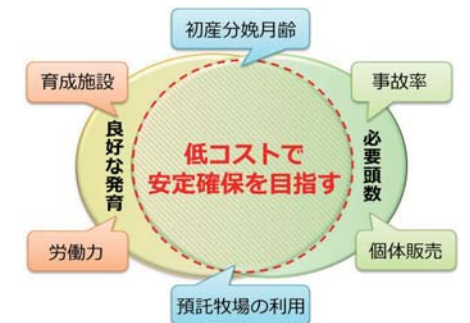 初産分娩月齢
育成施設
事故率
良好な発育
低コストで
安定確保を目指す
必要頭数
労働力
個体販売
預託牧場の利用